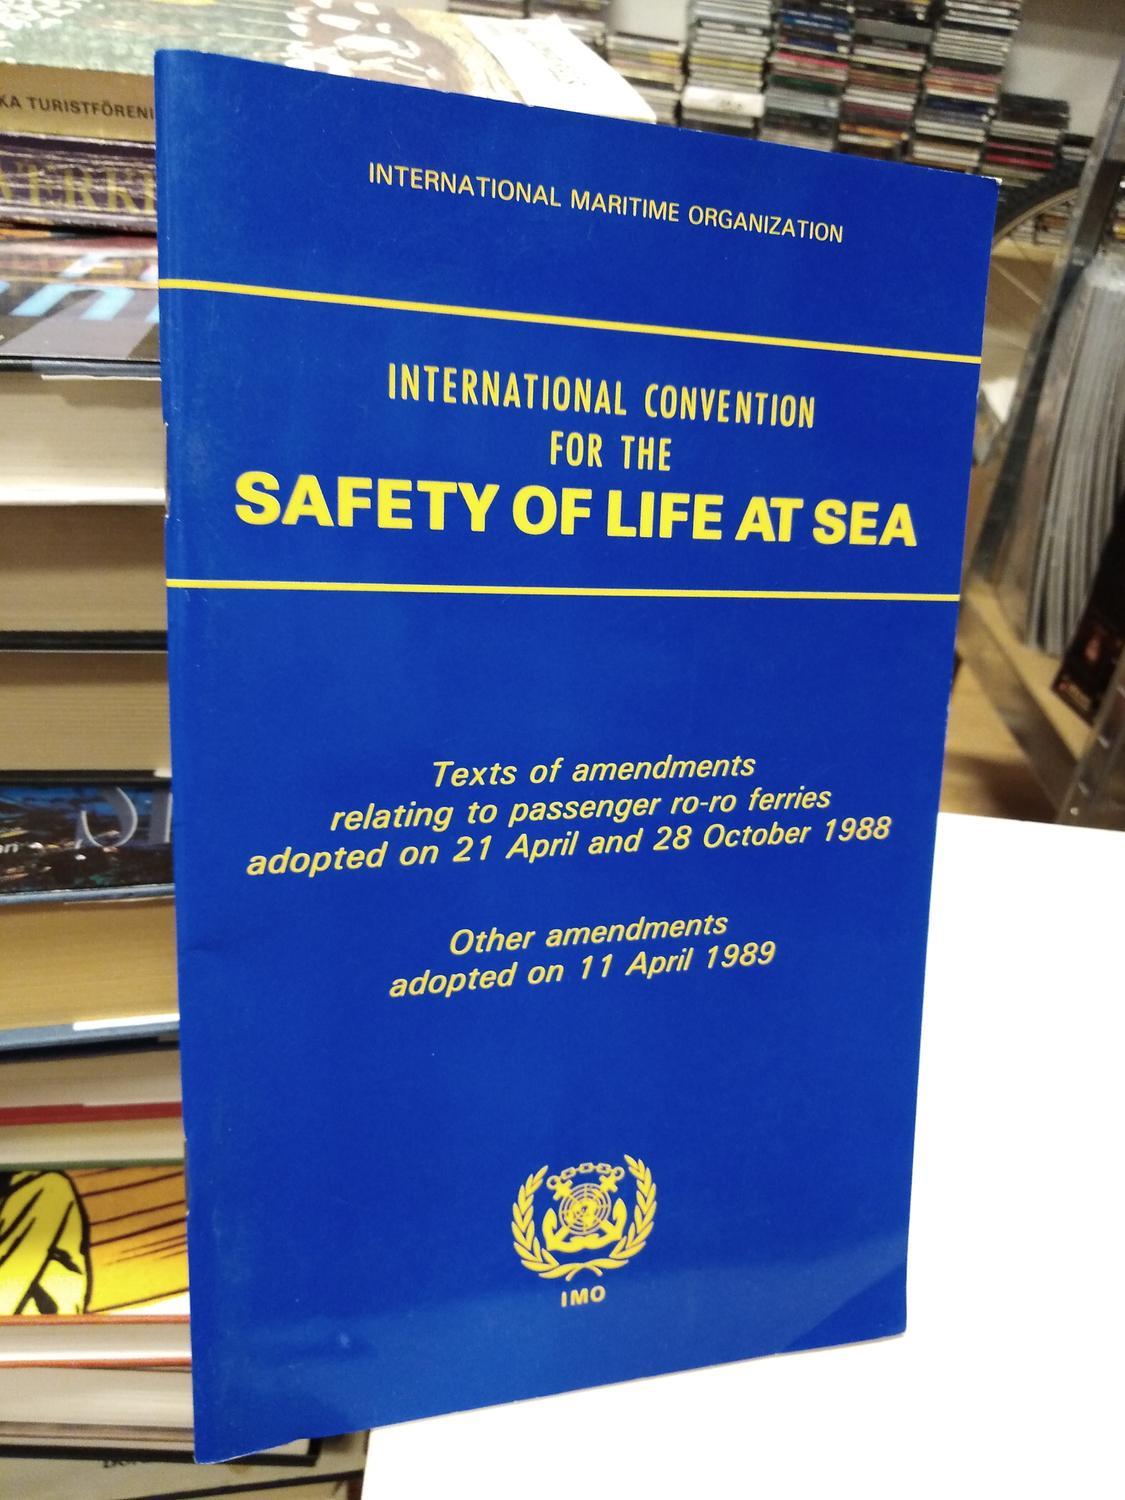 INTERNATIONAL MARITIME ORGANIZATION
INTERNATIONAL CONVENTION
FOR THE
SAFETY OF LIFE AT SEA
Texts of amendments
relating to passenger ro-ro ferries
adopted on 21 April and 28 October 1988
Other amendments
adopted on 11 April 1989
IMO
KA TURISTFÖRENI